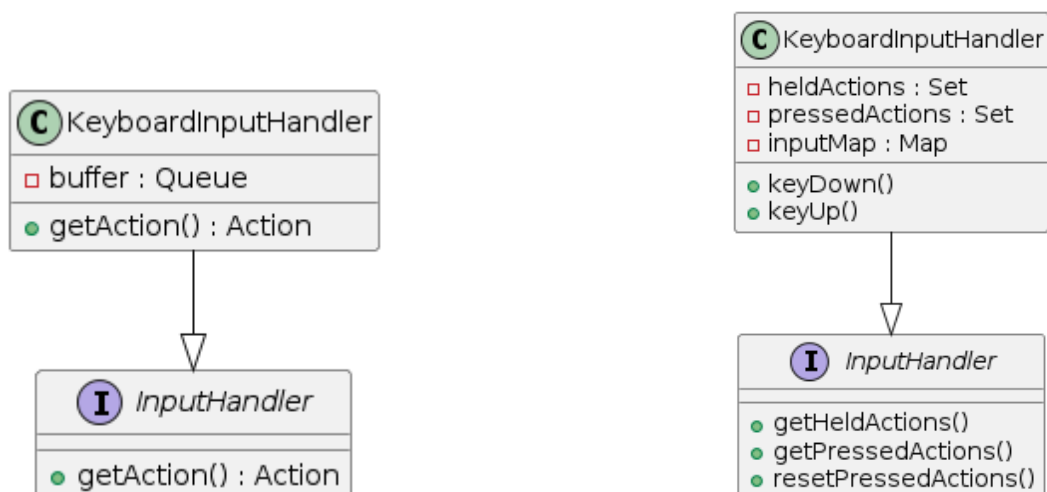 C KeyboardInputHandler
buffer : Queue
getAction() : Action
I InputHandler
getAction() : Action
C KeyboardInputHandler
heldActions : Set
pressedActions : Set
inputMap : Map
keyDown()
keyUp()
I InputHandler
getHeldActions()
getPressedActions()
resetPressedActions()